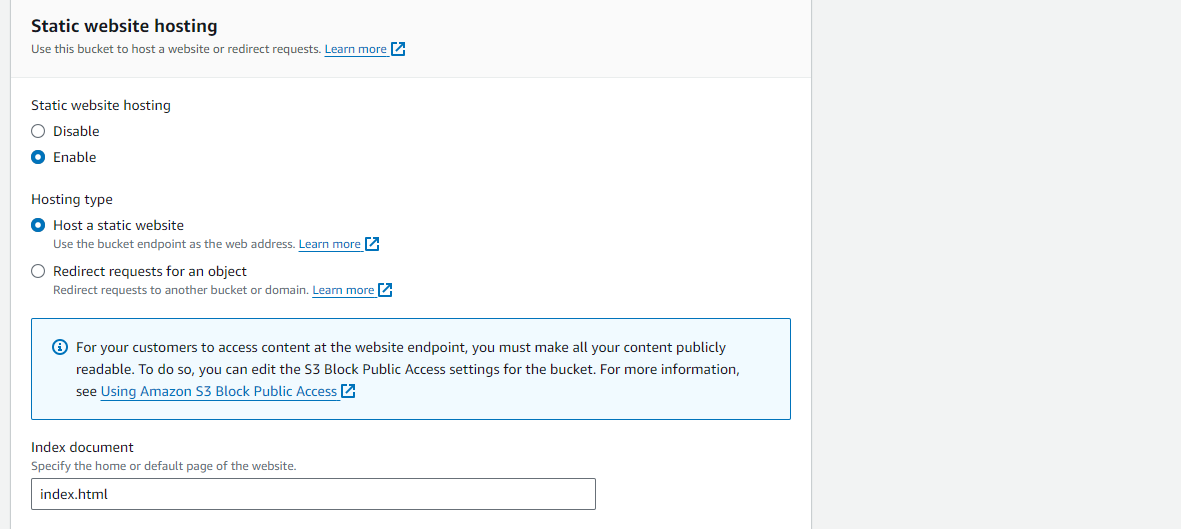 Static website hosting
Use this bucket to host a website or redirect requests. Learn more
Static website hosting
Disable
Enable
Hosting type
Host a static website
Use the bucket endpoint as the web address. Learn more
Redirect requests for an object
Redirect requests to another bucket or domain. Learn more
For your customers to access content at the website endpoint, you must make all your content publicly
readable. To do so, you can edit the S3 Block Public Access settings for the bucket. For more information,
see Using Amazon S3 Block Public Access
Index document
Specify the home or default page of the website.
index.html